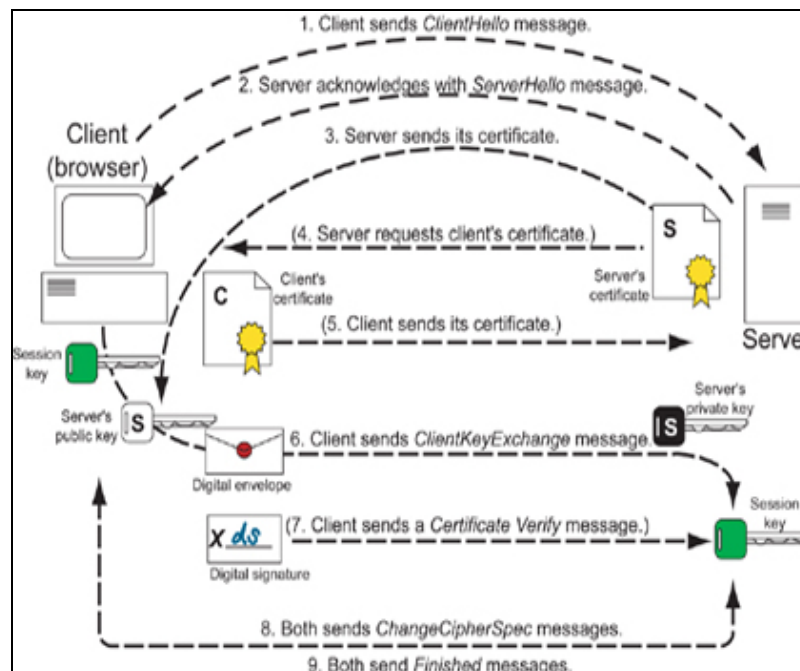 1. Client sends ClientHello message.
2. Server acknowledges with ServerHello message.
3. Server sends its certificate.
Client
(browser)
(4. Server requests client's certificate.)
S
Server's
certificate
C
Client's
certificate
(5. Client sends its certificate.)
Server
Session
key
Server's
public key
S
Server's
private key
S
6. Client sends ClientKeyExchange message.
Digital envelope
Session
key
(7. Client sends a Certificate Verify message.)
X ds
Digital signature
8. Both sends ChangeCipherSpec messages.
9. Both send Finished messages.